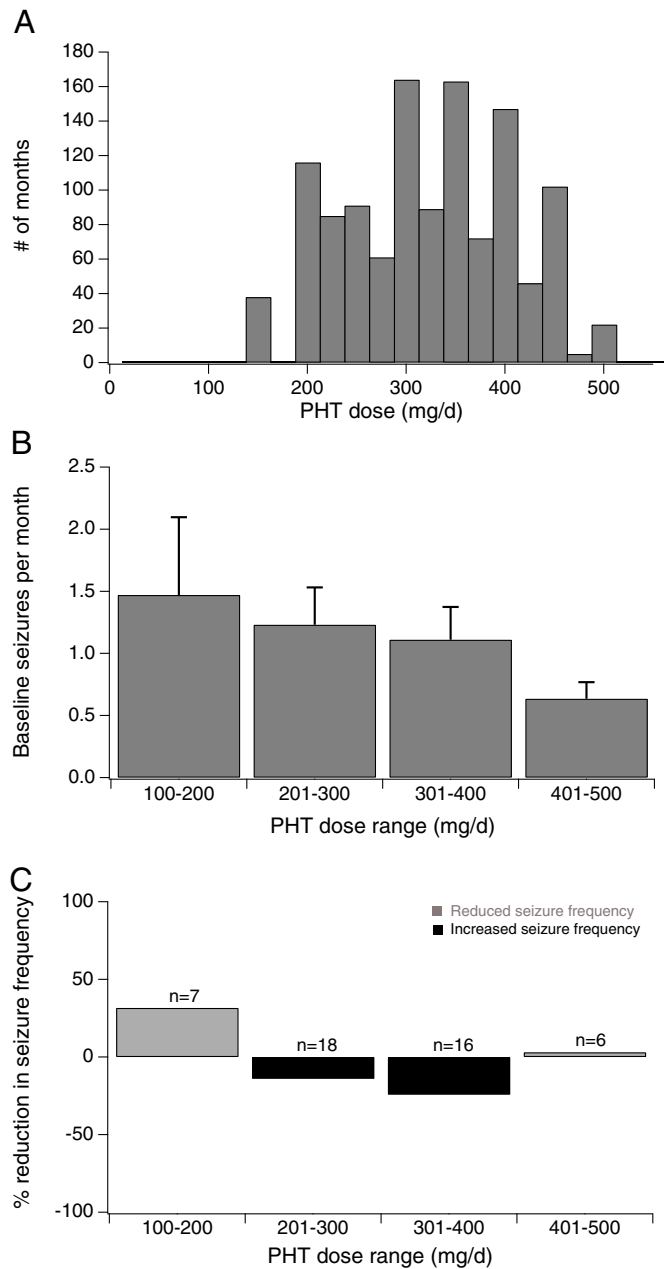 A
180
160
140
120
100
80
60
40
20
0
# of months
0 100 200 300 400 500
PHT dose (mg/d)
B
2.5
2.0
1.5
1.0
0.5
0.0
Baseline seizures per month
100-200 201-300 301-400 401-500
PHT dose range (mg/d)
C
100
50
0
-50
-100
% reduction in seizure frequency
Reduced seizure frequency
Increased seizure frequency
n=7
n=18 n=16 n=6
100-200 201-300 301-400 401-500
PHT dose range (mg/d)